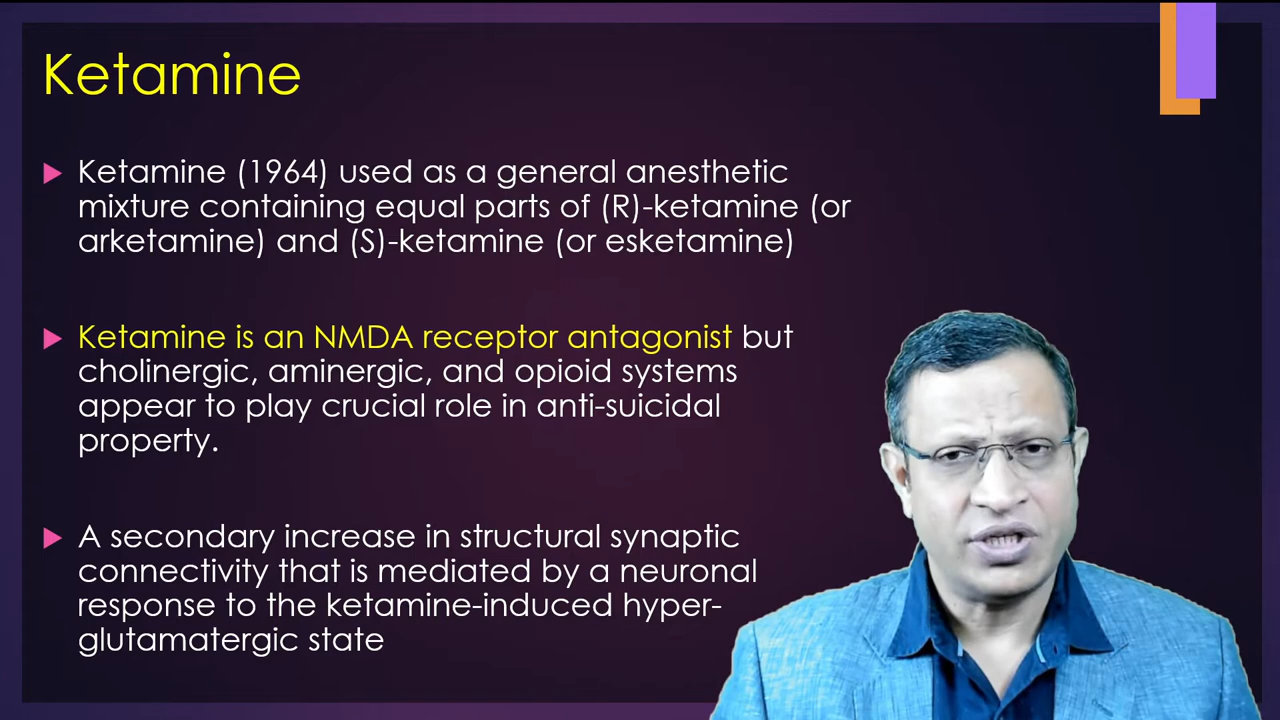 Ketamine
Ketamine (1964) used as a general anesthetic
mixture containing equal parts of (R)-ketamine (or
arketamine) and (S)-ketamine (or esketamine)
Ketamine is an NMDA receptor antagonist but
cholinergic, aminergic, and opioid systems
appear to play crucial role in anti-suicidal
property.
A secondary increase in structural synaptic
connectivity that is mediated by a neuronal
response to the ketamine-induced hyper-
glutamatergic state